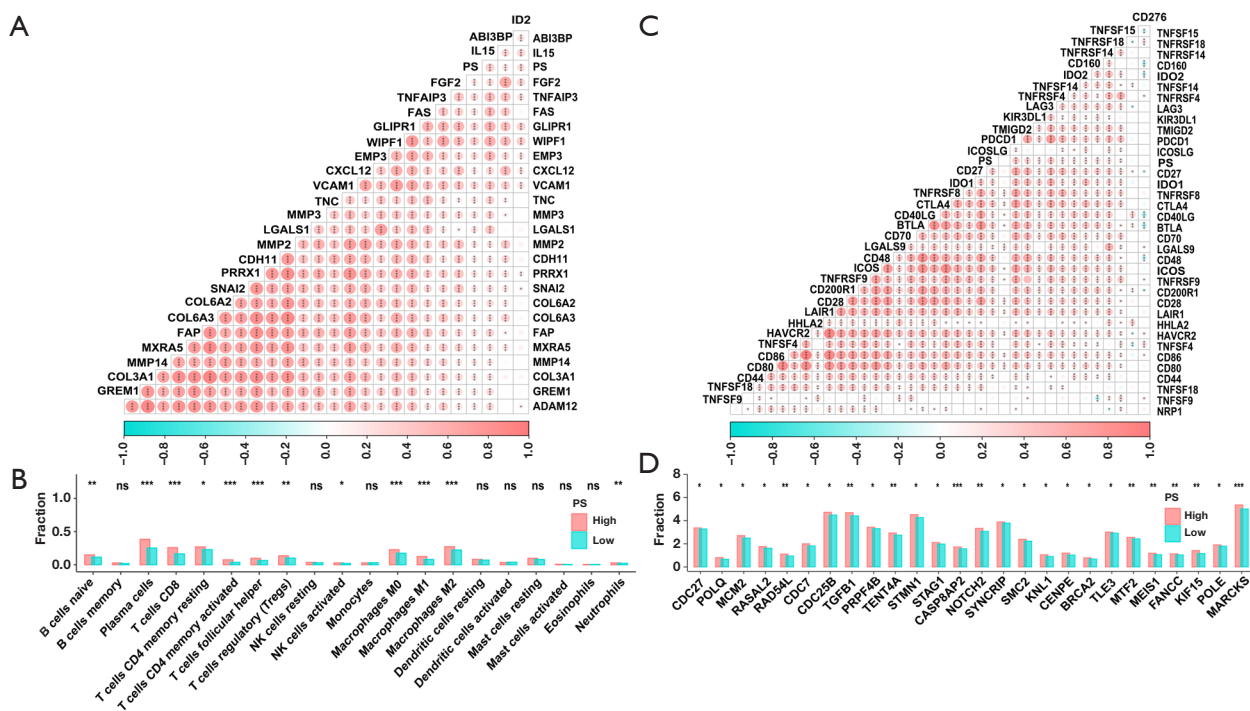 A
ID2
ABI3BP ABI3BP
IL15 IL15
PS PS
FGF2 FGF2
TNFAIP3 TNFAIP3
FAS FAS
GLIPR1 GLIPR1
WIPF1 WIPF1
EMP3 EMP3
CXCL12 CXCL12
VCAM1 VCAM1
TNC TNC
MMP3 MMP3
LGALS1 LGALS1
MMP2 MMP2
CDH11 CDH11
PRRX1 PRRX1
SNAI2 SNAI2
COL6A2 COL6A2
COL6A3 COL6A3
FAP FAP
MXRA5 MXRA5
MMP14 MMP14
COL3A1 COL3A1
GREM1 GREM1
ADAM12
−1.0 −0.8 −0.6 −0.4 −0.2 0.0 0.2 0.4 0.6 0.8 1.0
C
CD276
TNFSF15 TNFSF15
TNFRSF18 TNFRSF18
TNFRSF14 TNFRSF14
CD160 CD160
IDO2 IDO2
TNFSF14 TNFSF14
TNFRSF4 TNFRSF4
LAG3 LAG3
KIR3DL1 KIR3DL1
TMIGD2 TMIGD2
PDCD1 PDCD1
ICOSLG ICOSLG
PS PS
CD27 CD27
IDO1 IDO1
TNFRSF8 TNFRSF8
CTLA4 CTLA4
CD40LG CD40LG
BTLA BTLA
CD70 CD70
LGALS9 LGALS9
CD48 CD48
ICOS ICOS
TNFRSF9 TNFRSF9
CD200R1 CD200R1
CD28 CD28
LAIR1 LAIR1
HHLA2 HHLA2
HAVCR2 HAVCR2
TNFSF4 TNFSF4
CD86 CD86
CD80 CD80
CD44 CD44
TNFSF18 TNFSF18
TNFSF9 TNFSF9
NRP1
−1.0 −0.8 −0.6 −0.4 −0.2 0.0 0.2 0.4 0.6 0.8 1.0
B
** ns *** *** * *** *** ** ns * ns *** *** *** ns ns ns ns ns **
Fraction
1.0
0.5
0.0
PS
High
Low
B cells naive
B cells memory
Plasma cells
T cells CD8
T cells CD4 memory resting
T cells CD4 memory activated
T cells follicular helper
T cells regulatory (Tregs)
NK cells resting
NK cells activated
Monocytes
Macrophages M0
Macrophages M1
Macrophages M2
Dendritic cells resting
Dendritic cells activated
Mast cells resting
Mast cells activated
Eosinophils
Neutrophils
D
* * * * ** * * ** * * * * *** ** * * * * * * ** ** ** ** * ***
Fraction
8
6
4
2
0
PS
High
Low
CDC27
POLQ
MCM2
RASAL2
RAD54L
CDC7
CDC25B
TGFB1
PRPF4B
TENT4A
STMN1
STAG1
CASP8AP2
NOTCH2
SYNCRIP
SMC2
KNL1
CENPE
BRCA2
TLE3
MTF2
MEIS1
FANCC
KIF15
POLE
MARCKS